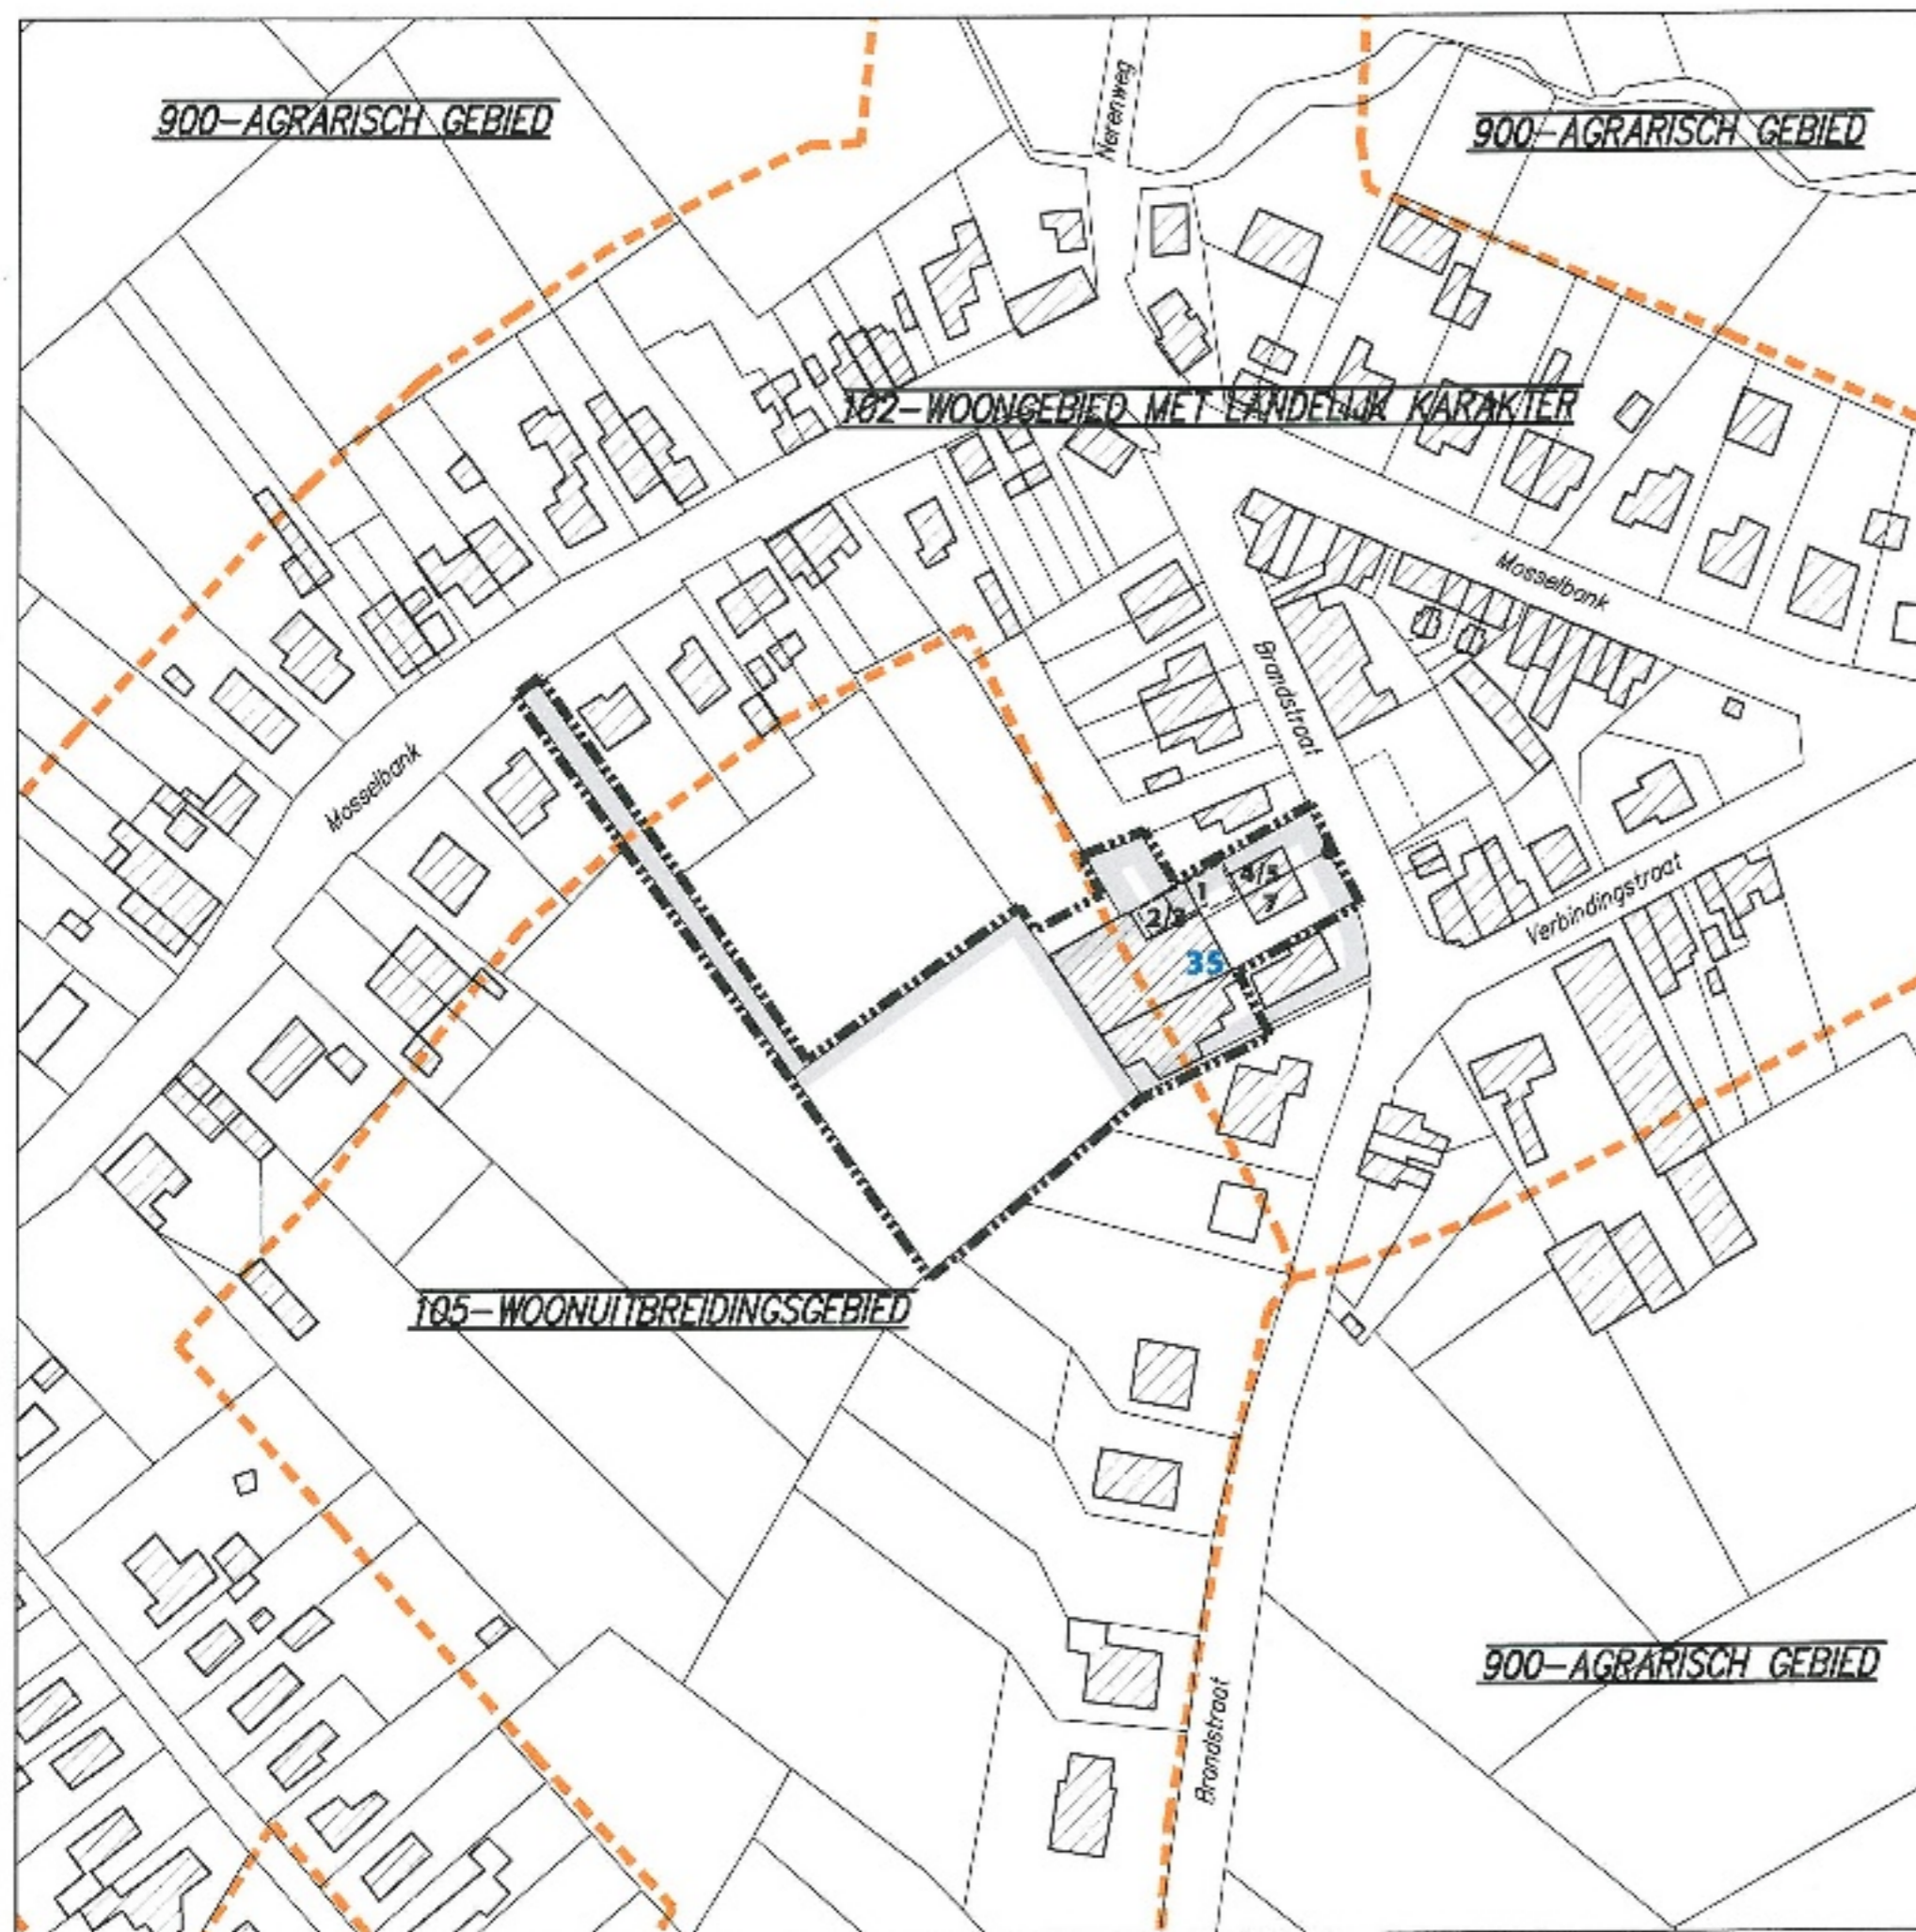 Nerenweg
900-AGRARISCH GEBIED
900-AGRARISCH GEBIED
102-WOONGEBIED MET LANDELIJK KARAKTER
Mosselbank
Brandstraat
Mosselbank
4/5
1
7
2/3
Verbindingstraat
35
105-WOONUITBREIDINGSGEBIED
900-AGRARISCH GEBIED
Brandstraat